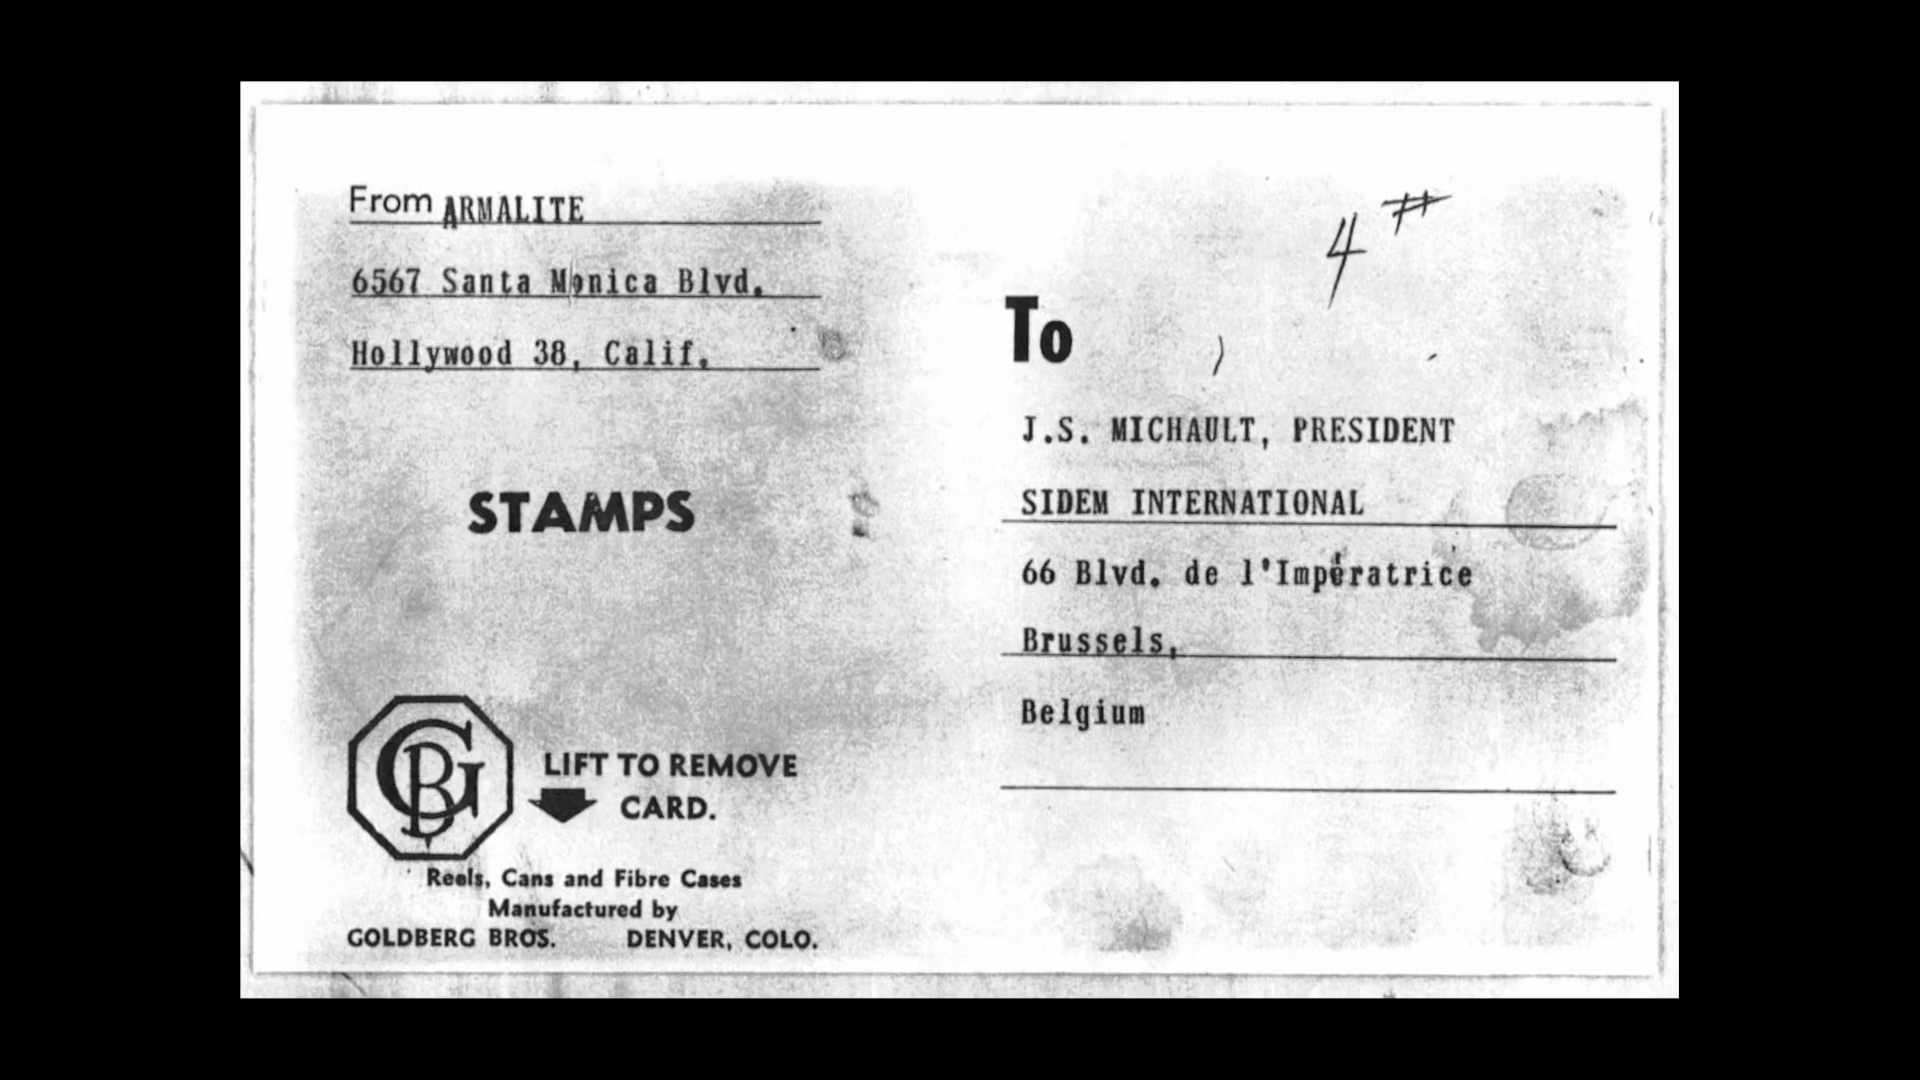 From ARMALITE
6567 Santa Monica Blvd.
Hollywood 38, Calif.
STAMPS
GB
LIFT TO REMOVE
CARD.
Reels, Cans and Fibre Cases
Manufactured by
GOLDBERG BROS. DENVER, COLO.
4 #
To
J.S. MICHAULT, PRESIDENT
SIDEM INTERNATIONAL
66 Blvd. de l'Impératrice
Brussels,
Belgium